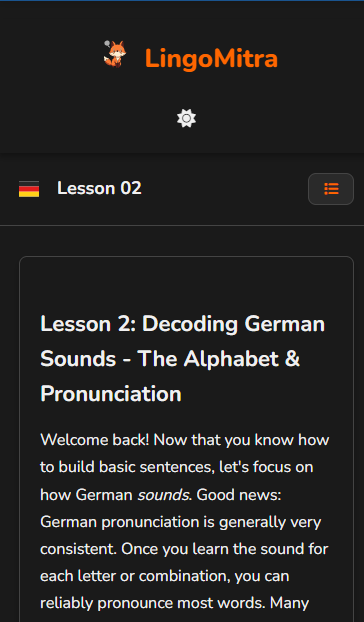 LingoMitra
Lesson 02
Lesson 2: Decoding German
Sounds - The Alphabet &
Pronunciation
Welcome back! Now that you know how
to build basic sentences, let's focus on
how German sounds. Good news:
German pronunciation is generally very
consistent. Once you learn the sound for
each letter or combination, you can
reliably pronounce most words. Many